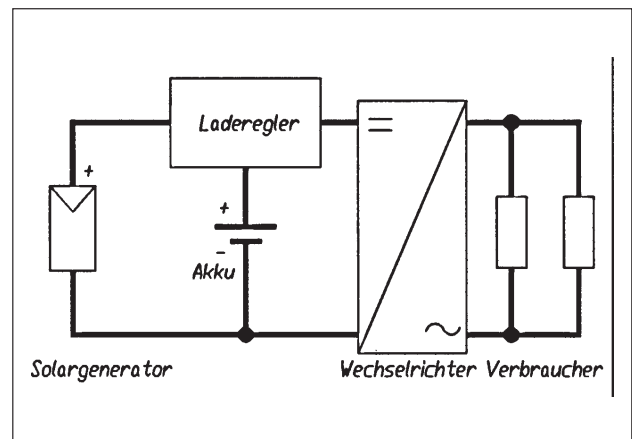 Laderegler
=
+
+
-
Akku
~
Solargenerator
Wechselrichter
Verbraucher